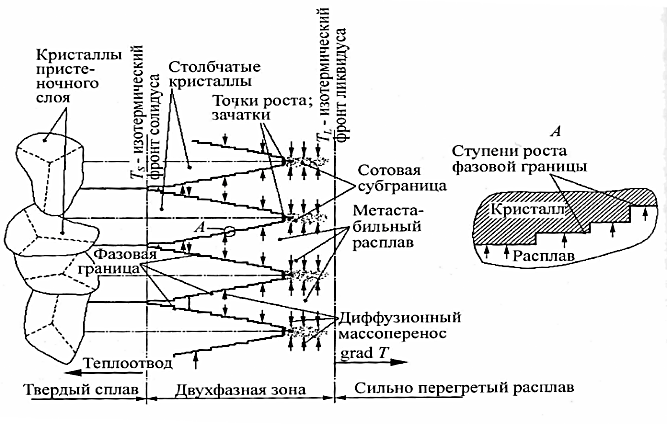 Кристаллы
присте-
ночного
слоя
T_S - изотермический
фронт солидуса
Столбчатые
кристаллы
Точки роста;
зачатки
T_L - изотермический
фронт ликвидуса
Сотовая
субграница
Метаста-
бильный
расплав
A
Фазовая
граница
Диффузионный
массоперенос
grad T
Теплоотвод
Твердый сплав
Двухфазная зона
Сильно перегретый расплав
A
Ступени роста
фазовой границы
Кристалл
Расплав